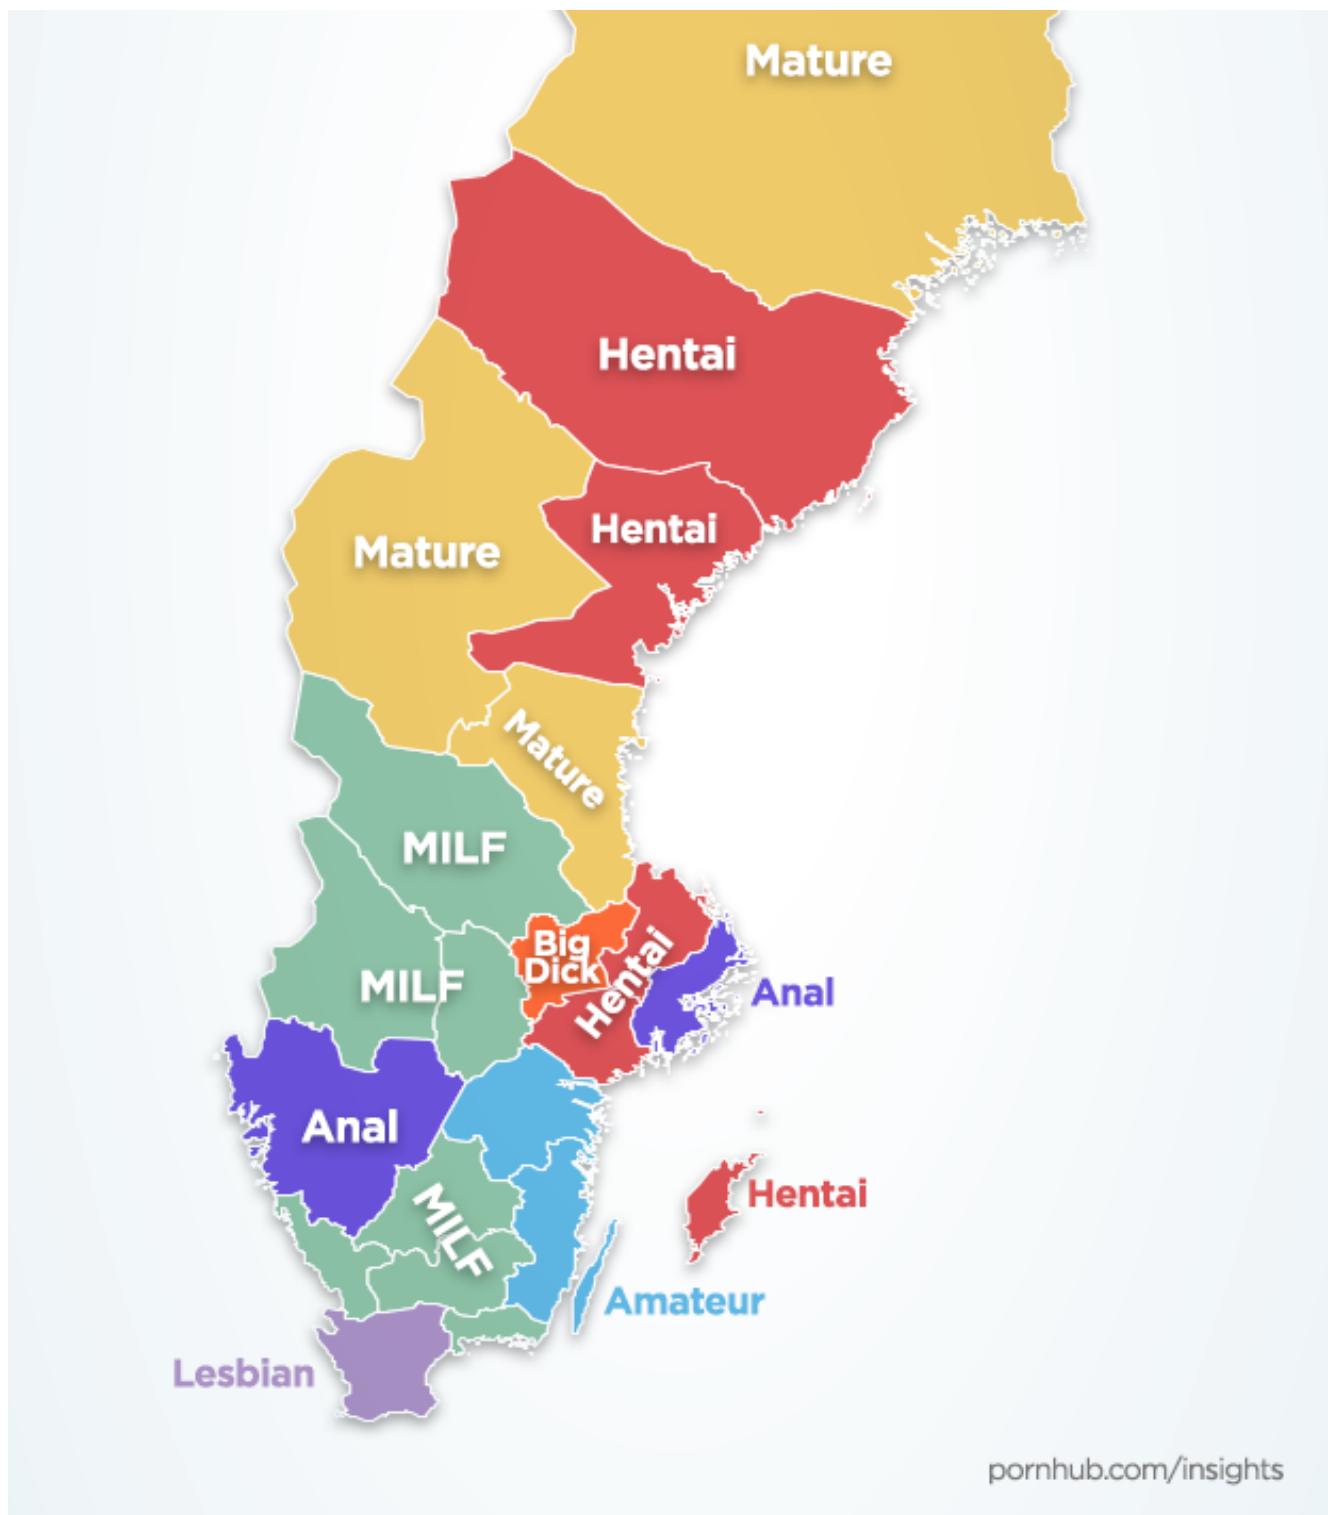 Mature
Hentai
Hentai
Mature
Mature
MILF
Big
Dick
Hentai
MILF
Anal
Anal
Hentai
MILF
Amateur
Lesbian
pornhub.com/insights